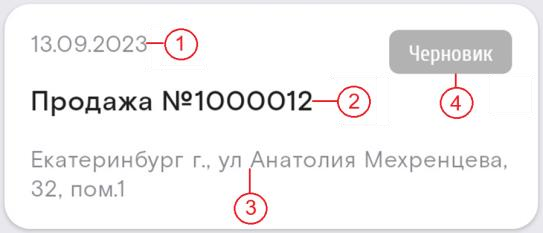 13.09.2023 1
Черновик
4
Продажа №1000012 2
Екатеринбург г., ул Анатолия Мехренцева,
32, пом.1
3